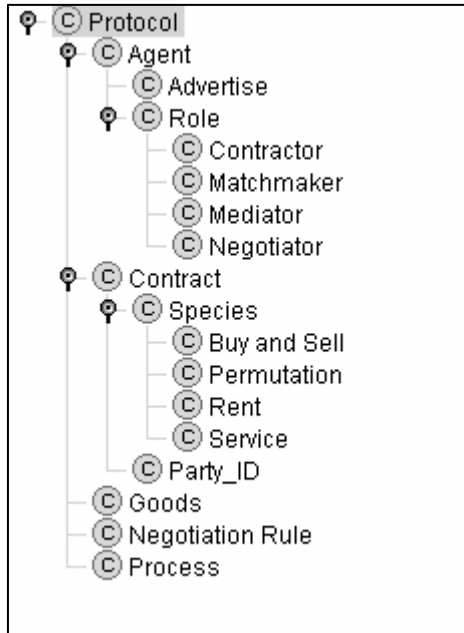 C Protocol
C Agent
C Advertise
C Role
C Contractor
C Matchmaker
C Mediator
C Negotiator
C Contract
C Species
C Buy and Sell
C Permutation
C Rent
C Service
C Party_ID
C Goods
C Negotiation Rule
C Process